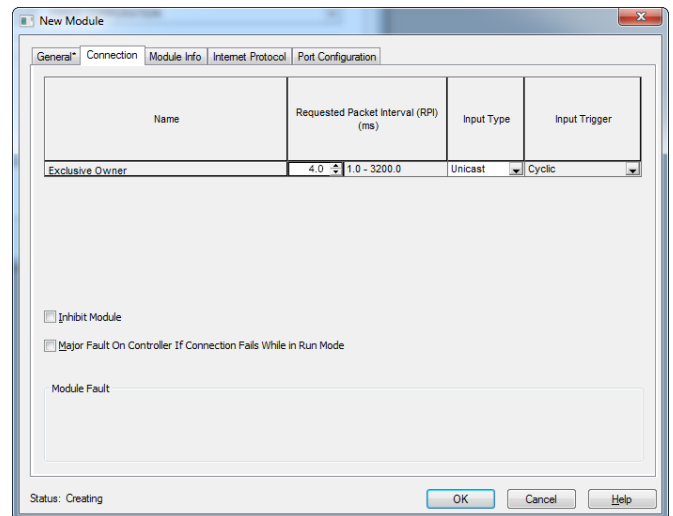 New Module
General* Connection Module Info Internet Protocol Port Configuration
Name Requested Packet Interval (RPI) (ms) Input Type Input Trigger
Exclusive Owner 4.0 1.0 - 3200.0 Unicast Cyclic
Inhibit Module
Major Fault On Controller If Connection Fails While in Run Mode
Module Fault
Status: Creating OK Cancel Help